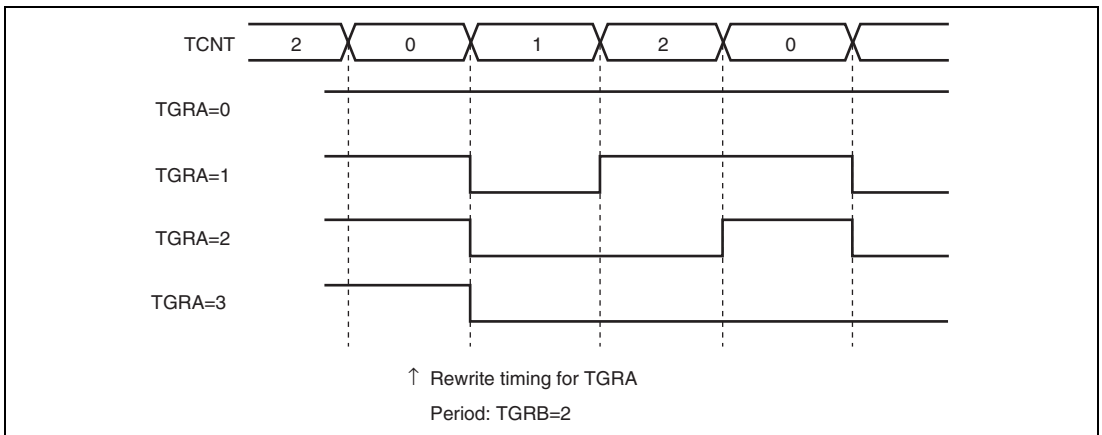 TCNT 2 0 1 2 0
TGRA=0
TGRA=1
TGRA=2
TGRA=3
↑ Rewrite timing for TGRA
Period: TGRB=2